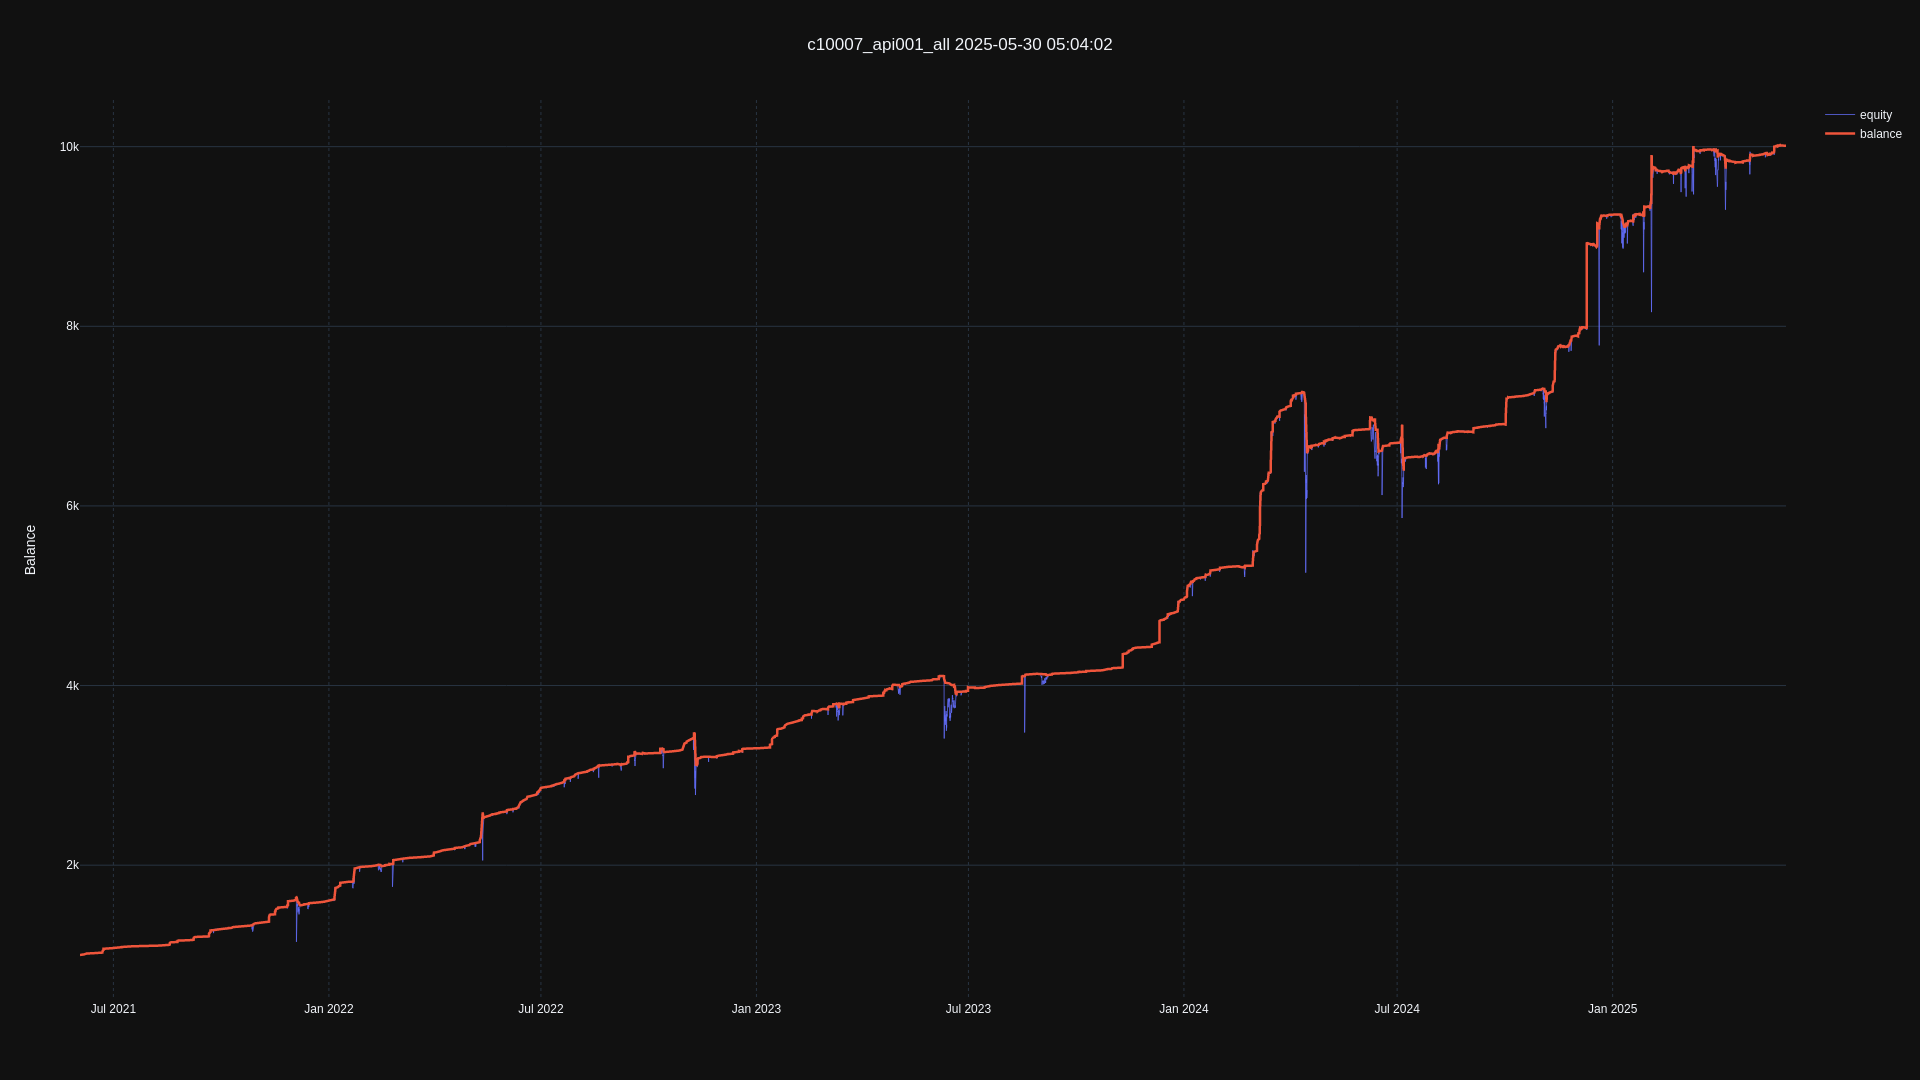 c10007_api001_all 2025-05-30 05:04:02
equity
balance
Balance
10k
8k
6k
4k
2k
Jul 2021
Jan 2022
Jul 2022
Jan 2023
Jul 2023
Jan 2024
Jul 2024
Jan 2025